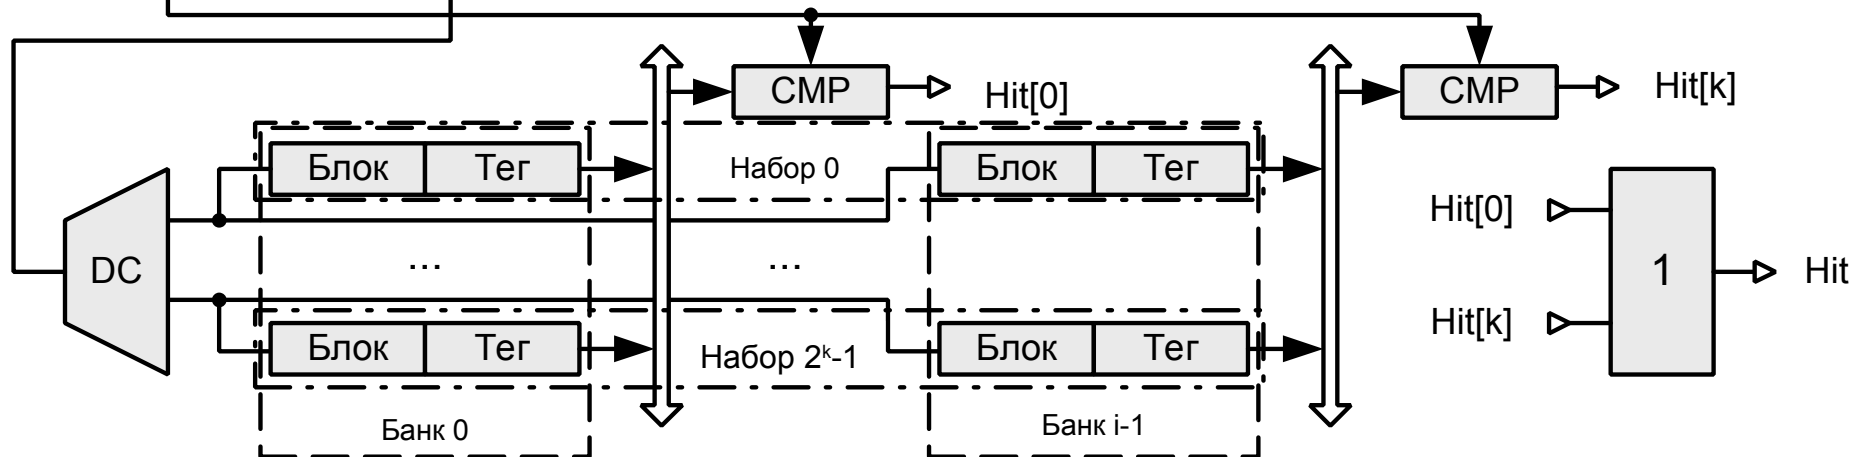 CMP
Hit[0]
CMP
Hit[k]
Блок Тег
Набор 0
Блок Тег
Hit[0]
DC
...
...
1
Hit
Блок Тег
Набор 2ᵏ-1
Блок Тег
Hit[k]
Банк 0
Банк i-1